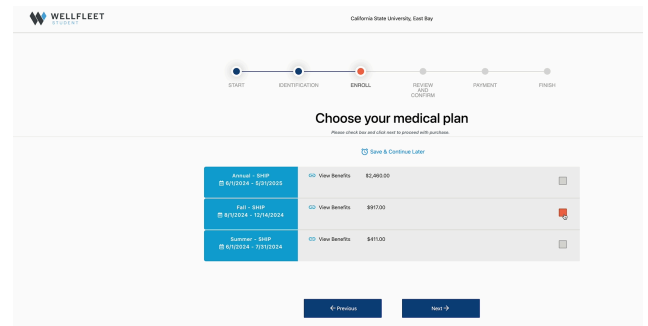 WELLFLEET
STUDENT
California State University, East Bay
START
IDENTIFICATION
ENROLL
REVIEW
AND
CONFIRM
PAYMENT
FINISH
Choose your medical plan
Please check box and click next to proceed with purchase.
Save & Continue Later
Annual - SHIP
6/1/2024 - 5/31/2025
View Benefits $2,460.00
Fall - SHIP
8/1/2024 - 12/14/2024
View Benefits $917.00
Summer - SHIP
6/1/2024 - 7/31/2024
View Benefits $411.00
← Previous
Next →